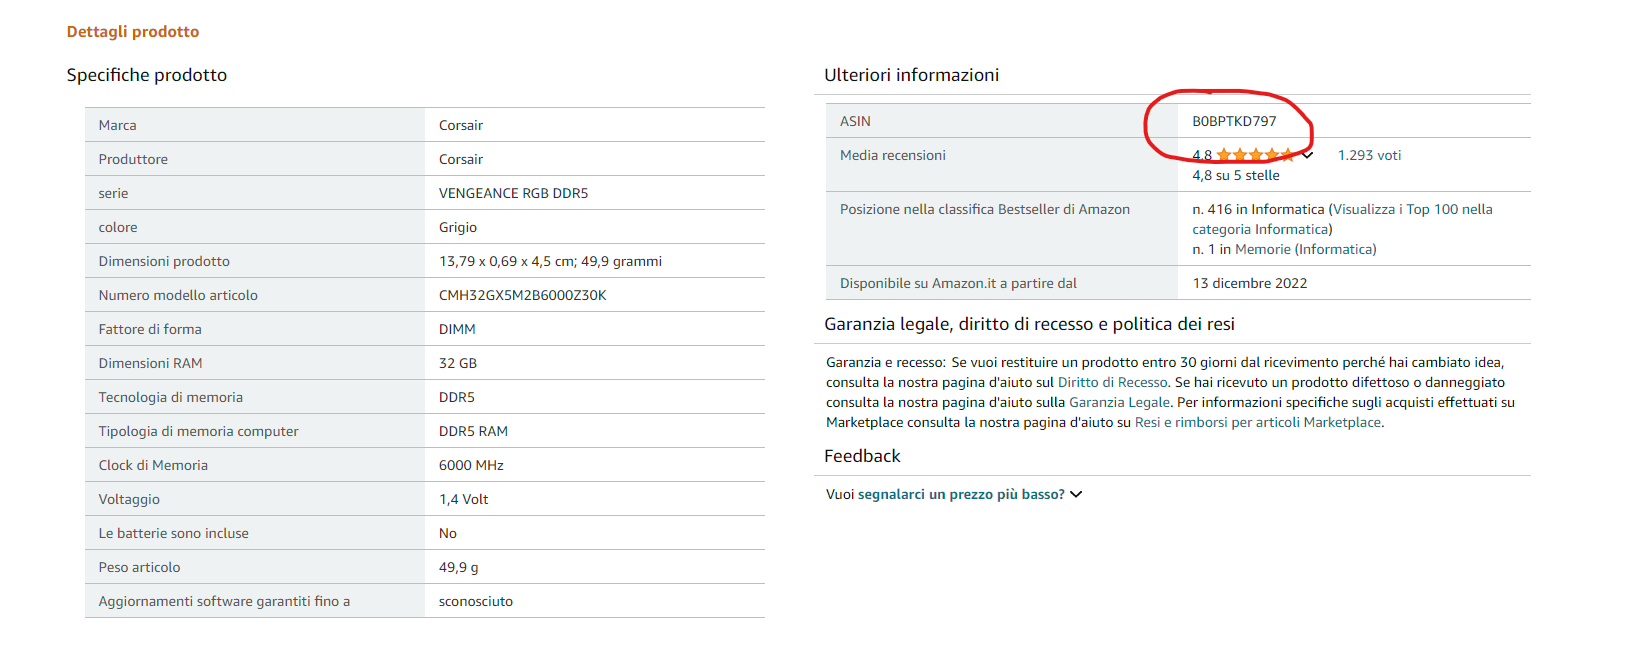 Dettagli prodotto
Specifiche prodotto
Marca Corsair
Produttore Corsair
serie VENGEANCE RGB DDR5
colore Grigio
Dimensioni prodotto 13,79 x 0,69 x 4,5 cm; 49,9 grammi
Numero modello articolo CMH32GX5M2B6000Z30K
Fattore di forma DIMM
Dimensioni RAM 32 GB
Tecnologia di memoria DDR5
Tipologia di memoria computer DDR5 RAM
Clock di Memoria 6000 MHz
Voltaggio 1,4 Volt
Le batterie sono incluse No
Peso articolo 49,9 g
Aggiornamenti software garantiti fino a sconosciuto
Ulteriori informazioni
ASIN B0BPTKD797
Media recensioni 4,8 1.293 voti
4,8 su 5 stelle
Posizione nella classifica Bestseller di Amazon n. 416 in Informatica (Visualizza i Top 100 nella
categoria Informatica)
n. 1 in Memorie (Informatica)
Disponibile su Amazon.it a partire dal 13 dicembre 2022
Garanzia legale, diritto di recesso e politica dei resi
Garanzia e recesso: Se vuoi restituire un prodotto entro 30 giorni dal ricevimento perché hai cambiato idea,
consulta la nostra pagina d'aiuto sul Diritto di Recesso. Se hai ricevuto un prodotto difettoso o danneggiato
consulta la nostra pagina d'aiuto sulla Garanzia Legale. Per informazioni specifiche sugli acquisti effettuati su
Marketplace consulta la nostra pagina d'aiuto su Resi e rimborsi per articoli Marketplace.
Feedback
Vuoi segnalarci un prezzo più basso?